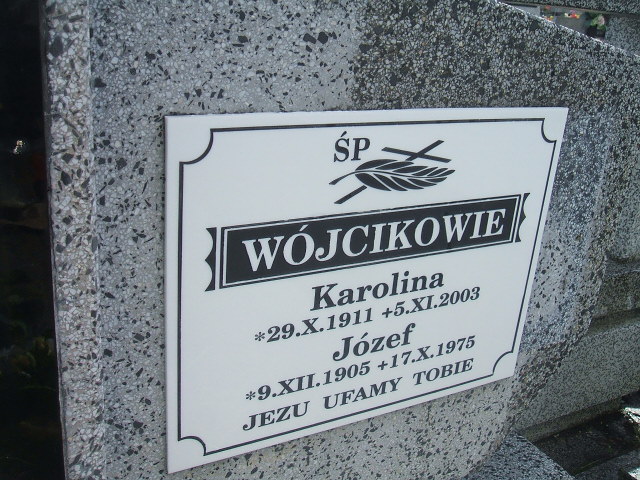 ŚP
WÓJCIKOWIE
Karolina
*29.X.1911 +5.XI.2003
Józef
*9.XII.1905 +17.X.1975
JEZU UFAMY TOBIE